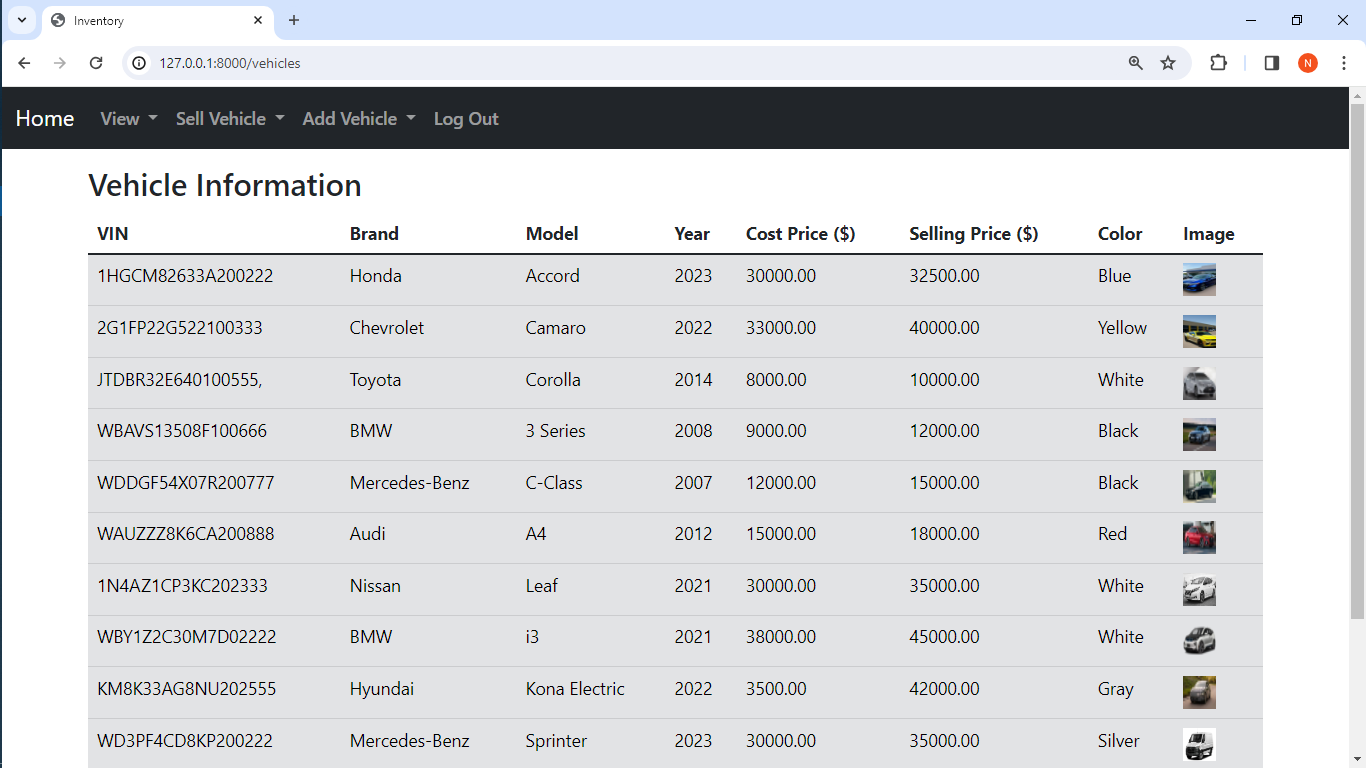 Inventory
127.0.0.1:8000/vehicles
N
Home View Sell Vehicle Add Vehicle Log Out
Vehicle Information
VIN Brand Model Year Cost Price ($) Selling Price ($) Color Image
1HGCM82633A200222 Honda Accord 2023 30000.00 32500.00 Blue
2G1FP22G522100333 Chevrolet Camaro 2022 33000.00 40000.00 Yellow
JTDBR32E640100555, Toyota Corolla 2014 8000.00 10000.00 White
WBAVS13508F100666 BMW 3 Series 2008 9000.00 12000.00 Black
WDDGF54X07R200777 Mercedes-Benz C-Class 2007 12000.00 15000.00 Black
WAUZZZ8K6CA200888 Audi A4 2012 15000.00 18000.00 Red
1N4AZ1CP3KC202333 Nissan Leaf 2021 30000.00 35000.00 White
WBY1Z2C30M7D02222 BMW i3 2021 38000.00 45000.00 White
KM8K33AG8NU202555 Hyundai Kona Electric 2022 3500.00 42000.00 Gray
WD3PF4CD8KP200222 Mercedes-Benz Sprinter 2023 30000.00 35000.00 Silver